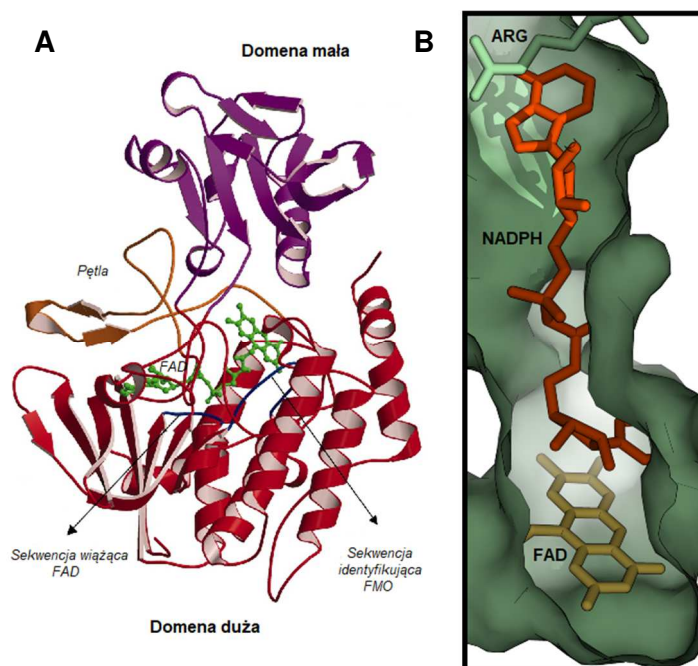 A
Domena mała
Pętla
FAD
Sekwencja wiążąca
FAD
Sekwencja
identyfikująca
FMO
Domena duża
B
ARG
NADPH
FAD